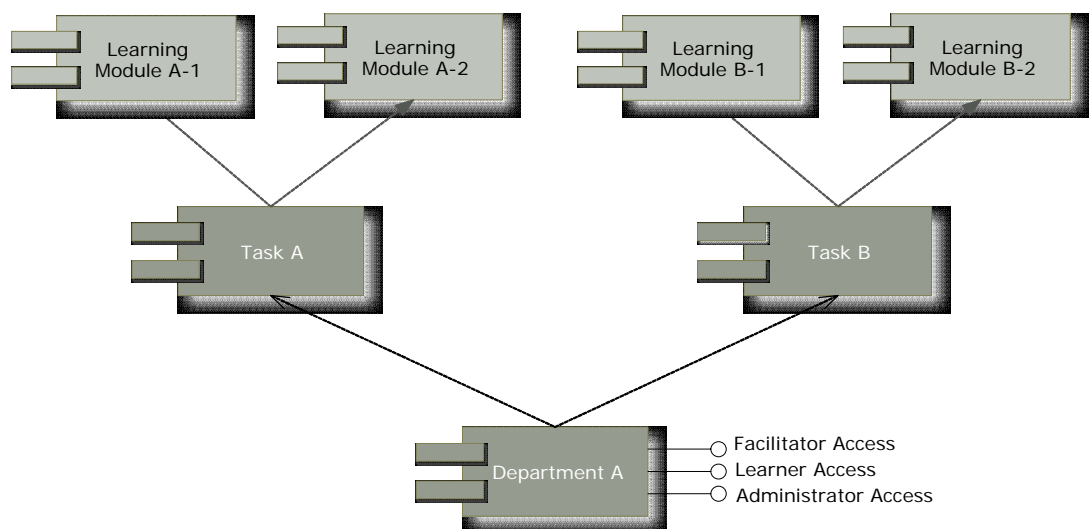 Learning
Module A-1
Learning
Module A-2
Learning
Module B-1
Learning
Module B-2
Task A
Task B
Department A
Facilitator Access
Learner Access
Administrator Access